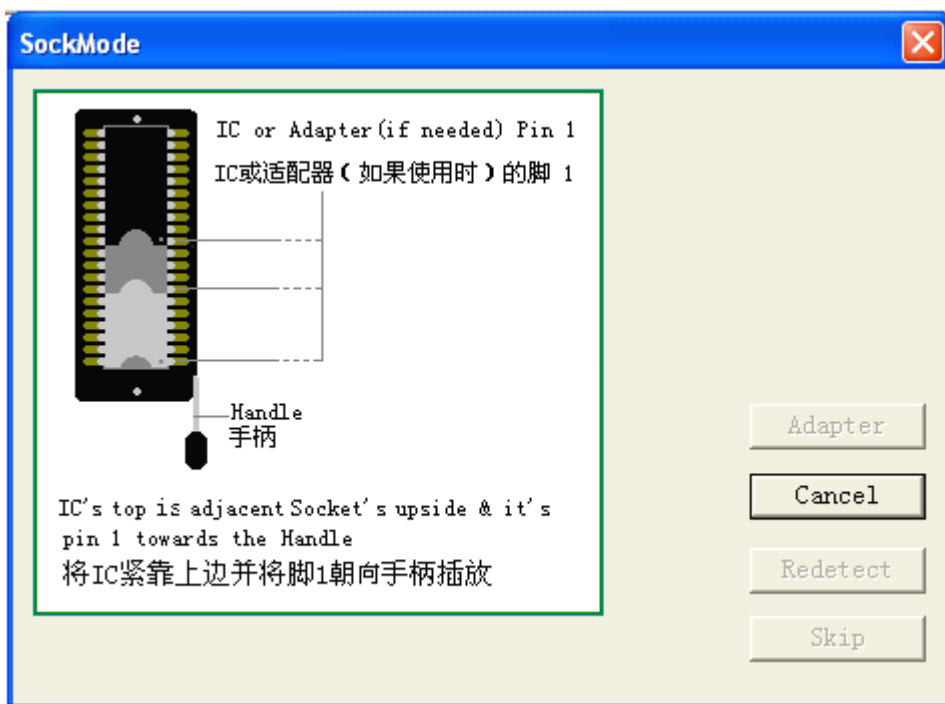 SockMode
IC or Adapter(if needed) Pin 1
IC或适配器(如果使用时)的脚 1
Handle
手柄
IC's top is adjacent Socket's upside & it's
pin 1 towards the Handle
将IC紧靠上边并将脚1朝向手柄插放
Adapter
Cancel
Redetect
Skip